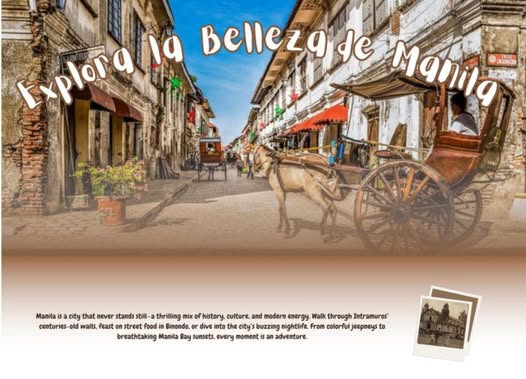 Explora la Belleza de Manila
Manila is a city that never stands still—a thrilling mix of history, culture, and modern energy. Walk through Intramuros'
centuries-old walls, feast on street food in Binondo, or dive into the city's buzzing nightlife. From colorful jeepneys to
breathtaking Manila Bay sunsets, every moment is an adventure.